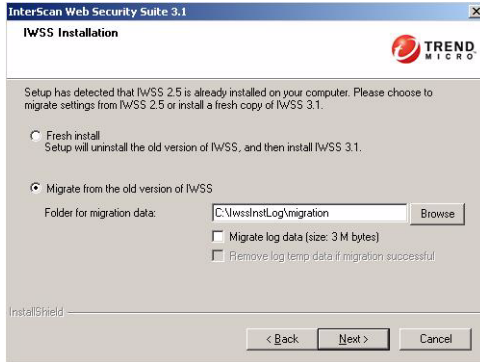 InterScan Web Security Suite 3.1
IWSS Installation
TREND
MICRO
Setup has detected that IWSS 2.5 is already installed on your computer. Please choose to
migrate settings from IWSS 2.5 or install a fresh copy of IWSS 3.1.
Fresh install
Setup will uninstall the old version of IWSS, and then install IWSS 3.1.
Migrate from the old version of IWSS
Folder for migration data: C:\IwssInstLog\migration Browse
Migrate log data (size: 3 M bytes)
Remove log temp data if migration successful
InstallShield
< Back Next > Cancel